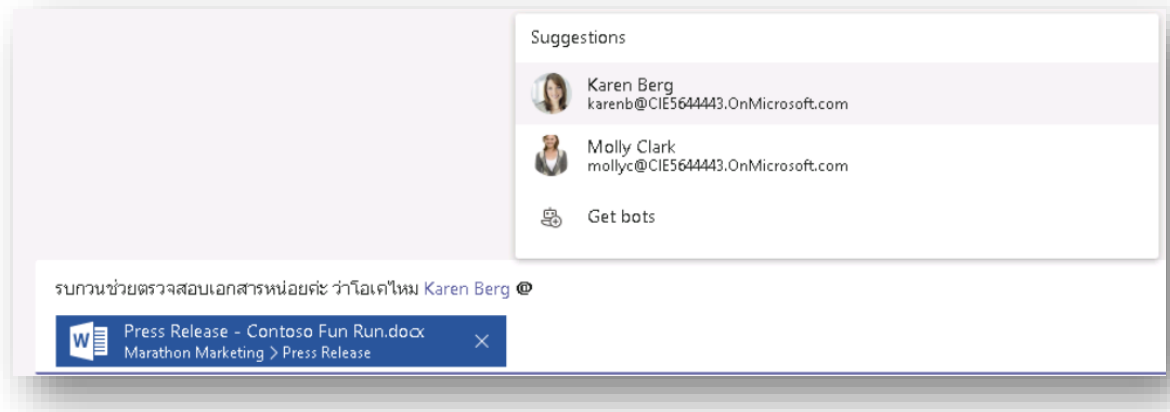 Suggestions
Karen Berg
karenb@CIE5644443.OnMicrosoft.com
Molly Clark
mollyc@CIE5644443.OnMicrosoft.com
Get bots
รบกวนช่วยตรวจสอบเอกสารหน่อยค่ะ ว่าโอเคไหม Karen Berg @
Press Release - Contoso Fun Run.docx
Marathon Marketing > Press Release